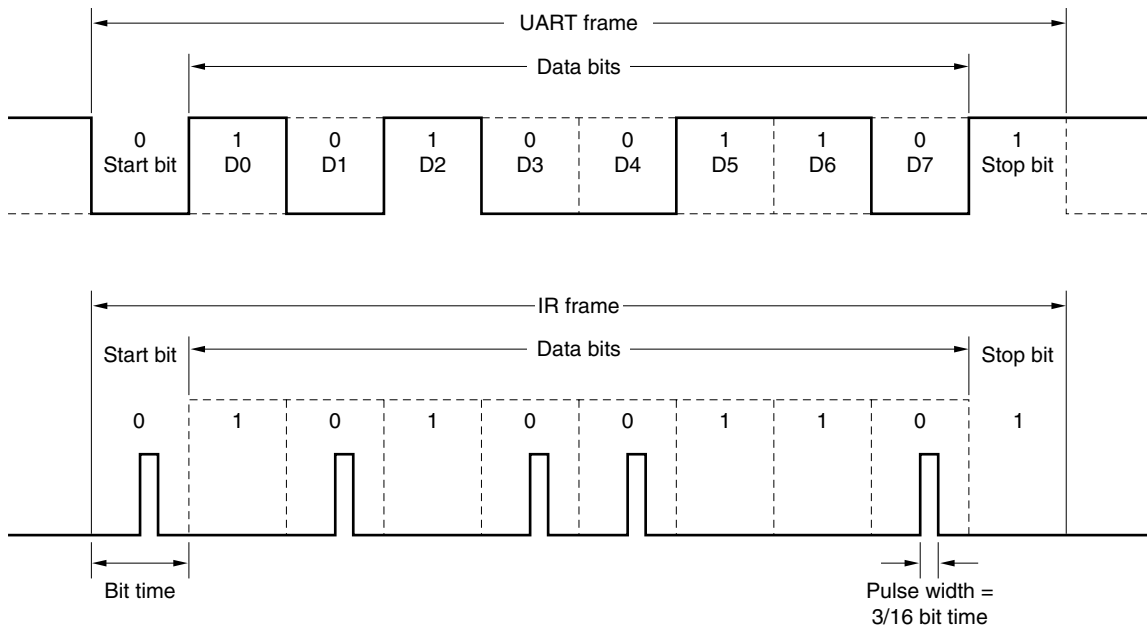 UART frame
Data bits
0 1 0 1 0 0 1 1 0 1
Start bit D0 D1 D2 D3 D4 D5 D6 D7 Stop bit
IR frame
Start bit Data bits Stop bit
0 1 0 1 0 0 1 1 0 1
Bit time
Pulse width =
3/16 bit time